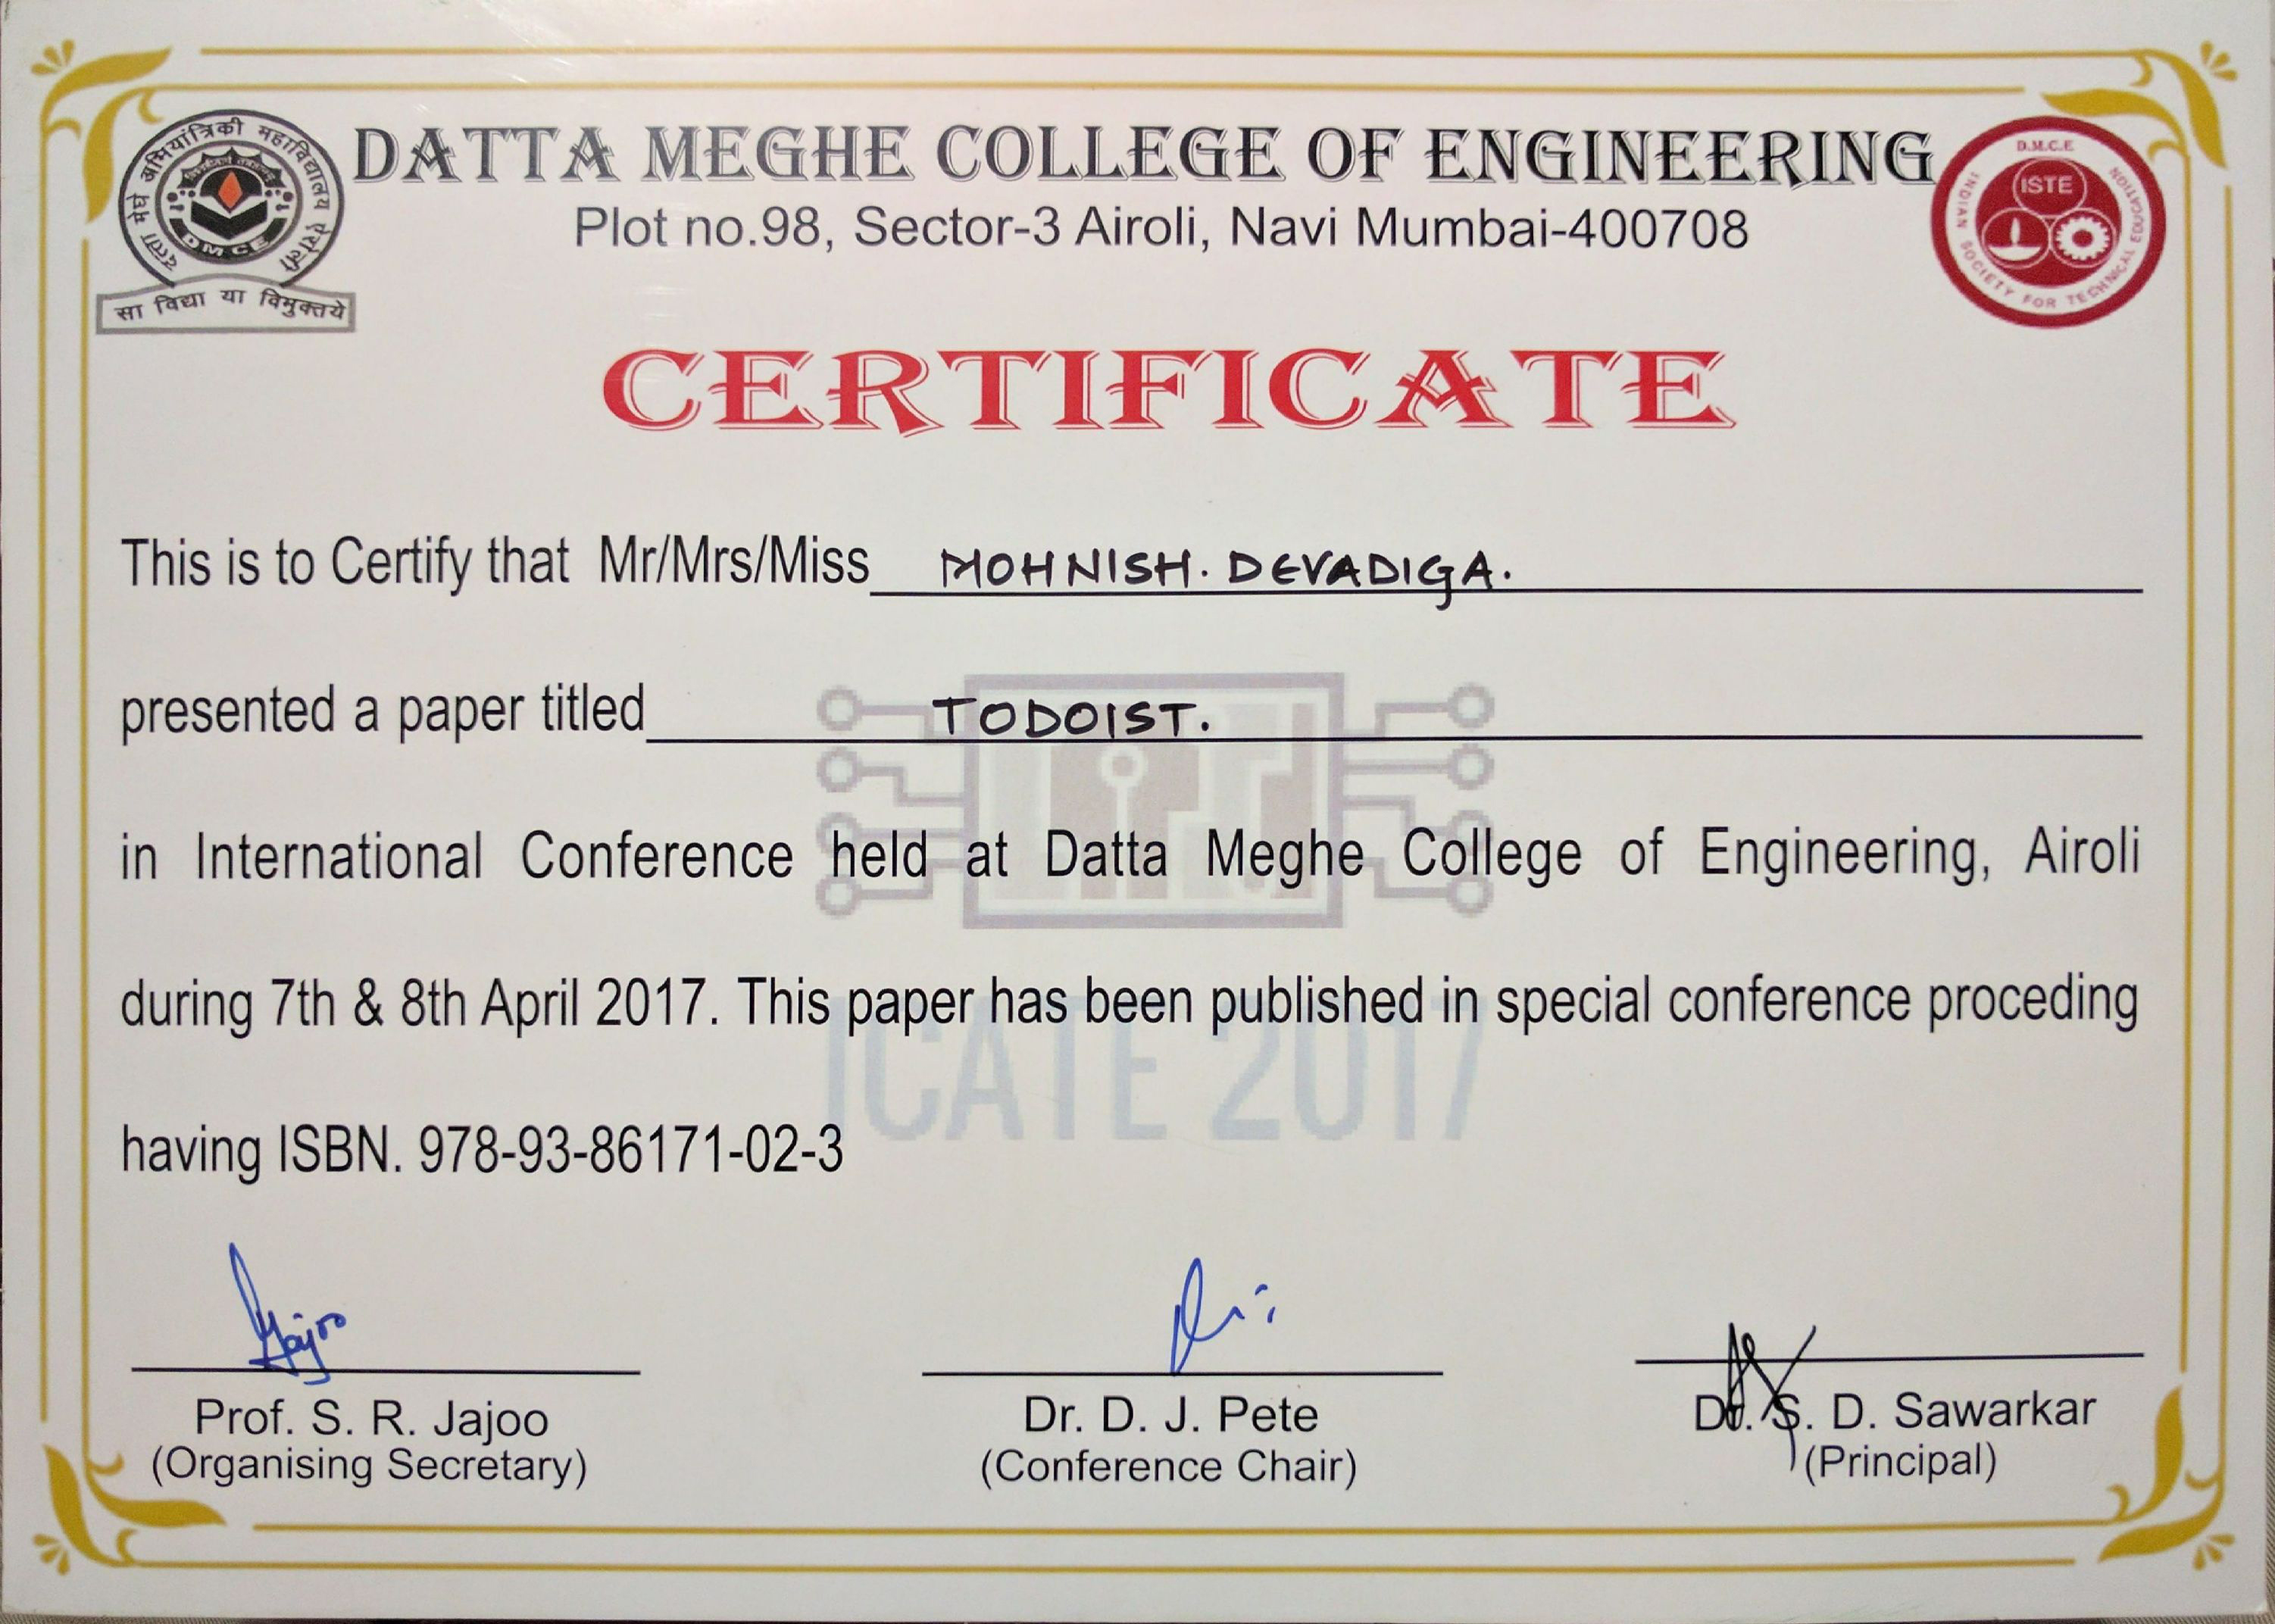 दत्ता मेघे अभियांत्रिकी महाविद्यालय ऐरोली
DMCE
सा विद्या या विमुक्तये
DATTA MEGHE COLLEGE OF ENGINEERING
Plot no.98, Sector-3 Airoli, Navi Mumbai-400708
D.M.C.E
ISTE
INDIAN SOCIETY FOR TECHNICAL EDUCATION
CERTIFICATE
This is to Certify that Mr/Mrs/Miss MOHNISH. DEVADIGA.
presented a paper titled TODOIST.
in International Conference held at Datta Meghe College of Engineering, Airoli
during 7th & 8th April 2017. This paper has been published in special conference proceding
ICATE 2017
having ISBN. 978-93-86171-02-3
Jajoo
Prof. S. R. Jajoo
(Organising Secretary)
Dr. D. J. Pete
(Conference Chair)
Dr. S. D. Sawarkar
(Principal)